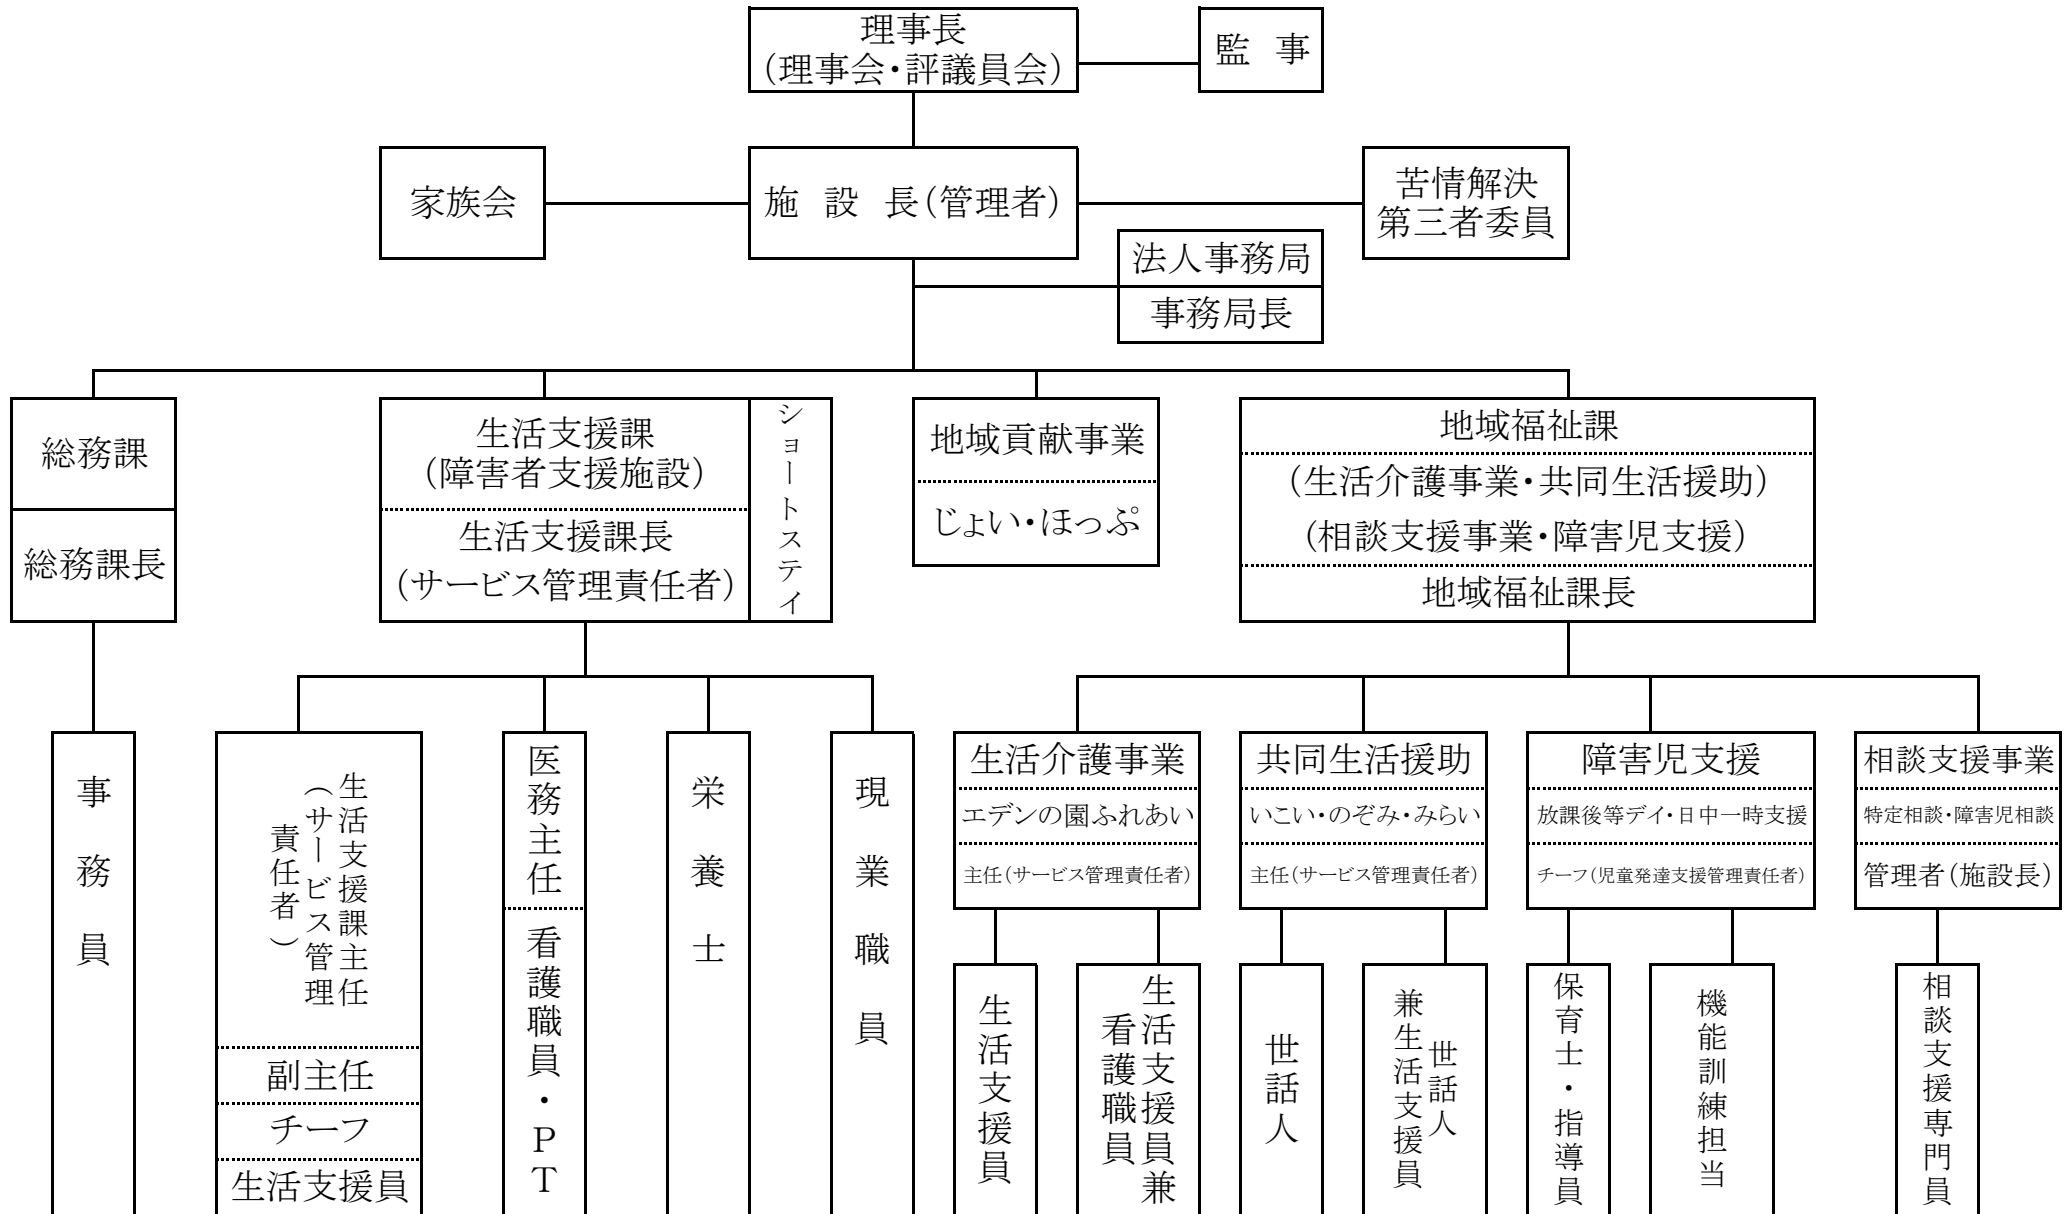 理事長
（理事会・評議員会）
監　事
家族会
施　設　長（管理者）
苦情解決
第三者委員
法人事務局
事務局長
総務課
総務課長
生活支援課
（障害者支援施設）
生活支援課長
（サービス管理責任者）
ショートステイ
地域貢献事業
じょい・ほっぷ
地域福祉課
（生活介護事業・共同生活援助）
（相談支援事業・障害児支援）
地域福祉課長
事務員
生活支援課主任
（サービス管理
責任者）
副主任
チーフ
生活支援員
医務主任
看護職員・PT
栄養士
現業職員
生活介護事業
エデンの園ふれあい
主任（サービス管理責任者）
共同生活援助
いこい・のぞみ・みらい
主任（サービス管理責任者）
障害児支援
放課後等デイ・日中一時支援
チーフ（児童発達支援管理責任者）
相談支援事業
特定相談・障害児相談
管理者（施設長）
生活支援員
生活支援員兼
看護職員
世話人
世話人
兼生活支援員
保育士・指導員
機能訓練担当
相談支援専門員